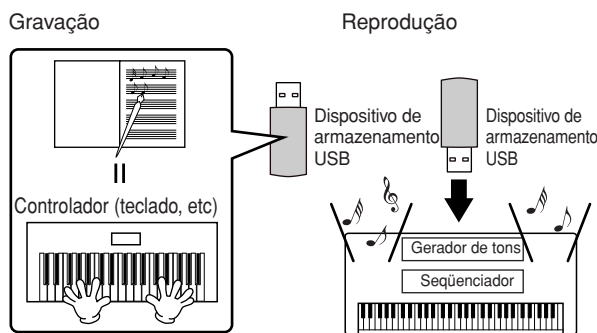 Gravação
Reprodução
Dispositivo de
armazenamento
USB
Dispositivo de
armazenamento
USB
Controlador (teclado, etc)
Gerador de tons
Seqüenciador